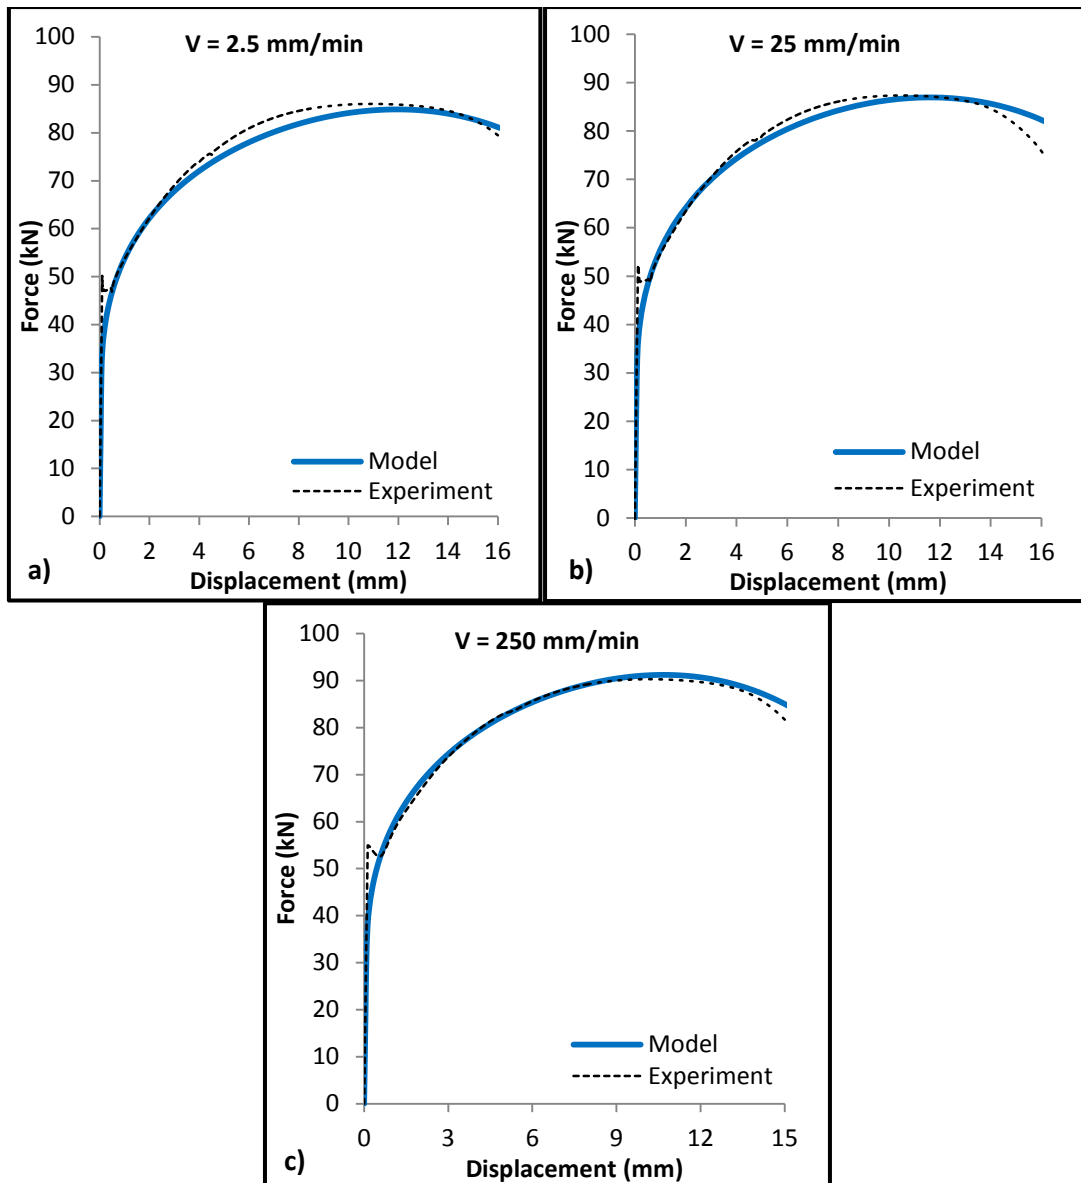 V = 2.5 mm/min
100
90
80
70
60
50
40
30
20
10
0
Force (kN)
Model
Experiment
0 2 4 6 8 10 12 14 16
Displacement (mm)
a)
V = 25 mm/min
100
90
80
70
60
50
40
30
20
10
0
Force (kN)
Model
Experiment
0 2 4 6 8 10 12 14 16
Displacement (mm)
b)
V = 250 mm/min
100
90
80
70
60
50
40
30
20
10
0
Force (kN)
Model
Experiment
0 3 6 9 12 15
Displacement (mm)
c)